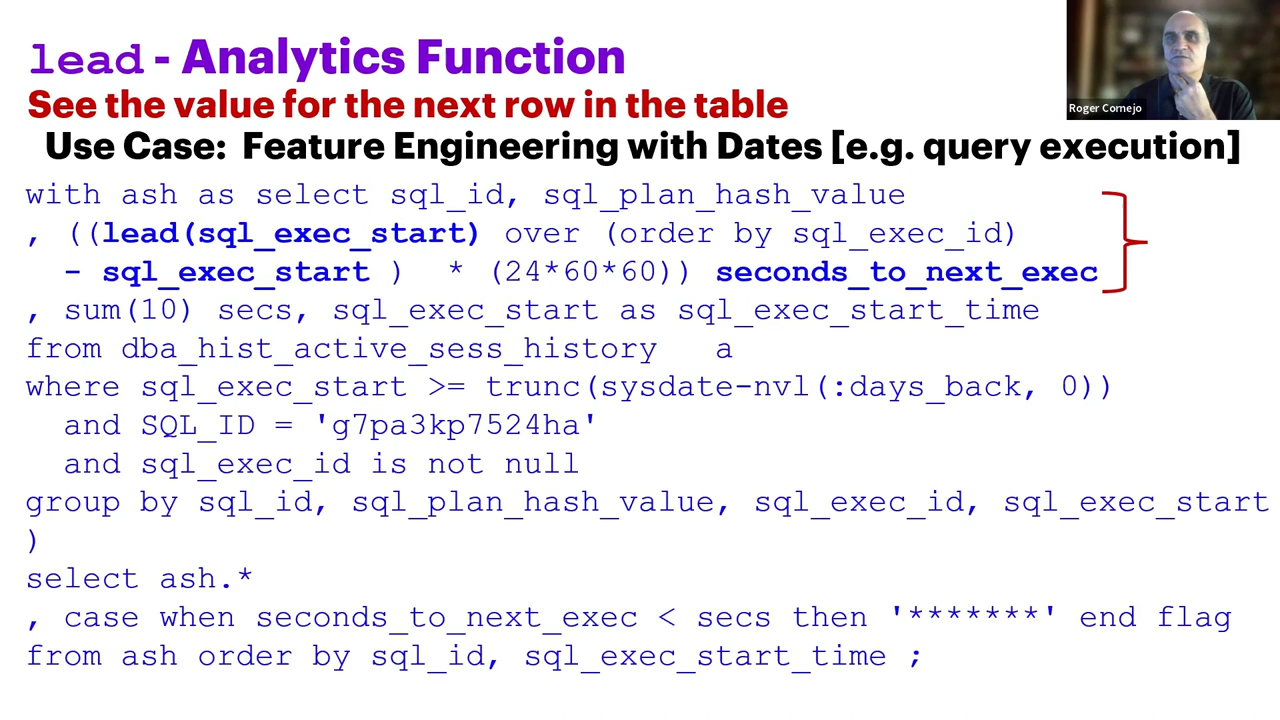 lead - Analytics Function
See the value for the next row in the table
Use Case: Feature Engineering with Dates [e.g. query execution]
with ash as select sql_id, sql_plan_hash_value
, ((lead(sql_exec_start) over (order by sql_exec_id)
- sql_exec_start ) * (24*60*60)) seconds_to_next_exec
, sum(10) secs, sql_exec_start as sql_exec_start_time
from dba_hist_active_sess_history a
where sql_exec_start >= trunc(sysdate-nvl(:days_back, 0))
and SQL_ID = 'g7pa3kp7524ha'
and sql_exec_id is not null
group by sql_id, sql_plan_hash_value, sql_exec_id, sql_exec_start
)
select ash.*
, case when seconds_to_next_exec < secs then '*******' end flag
from ash order by sql_id, sql_exec_start_time ;
Roger Cornejo